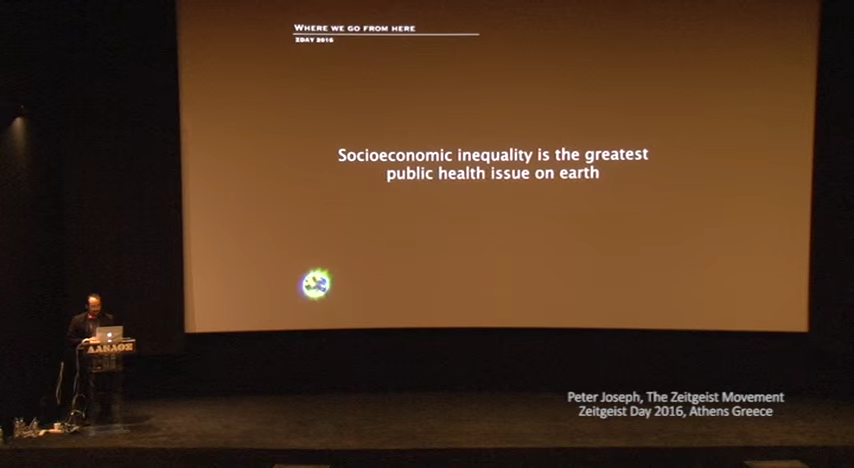 WHERE WE GO FROM HERE
ZDAY 2016
Socioeconomic inequality is the greatest
public health issue on earth
Peter Joseph, The Zeitgeist Movement
Zeitgeist Day 2016, Athens Greece